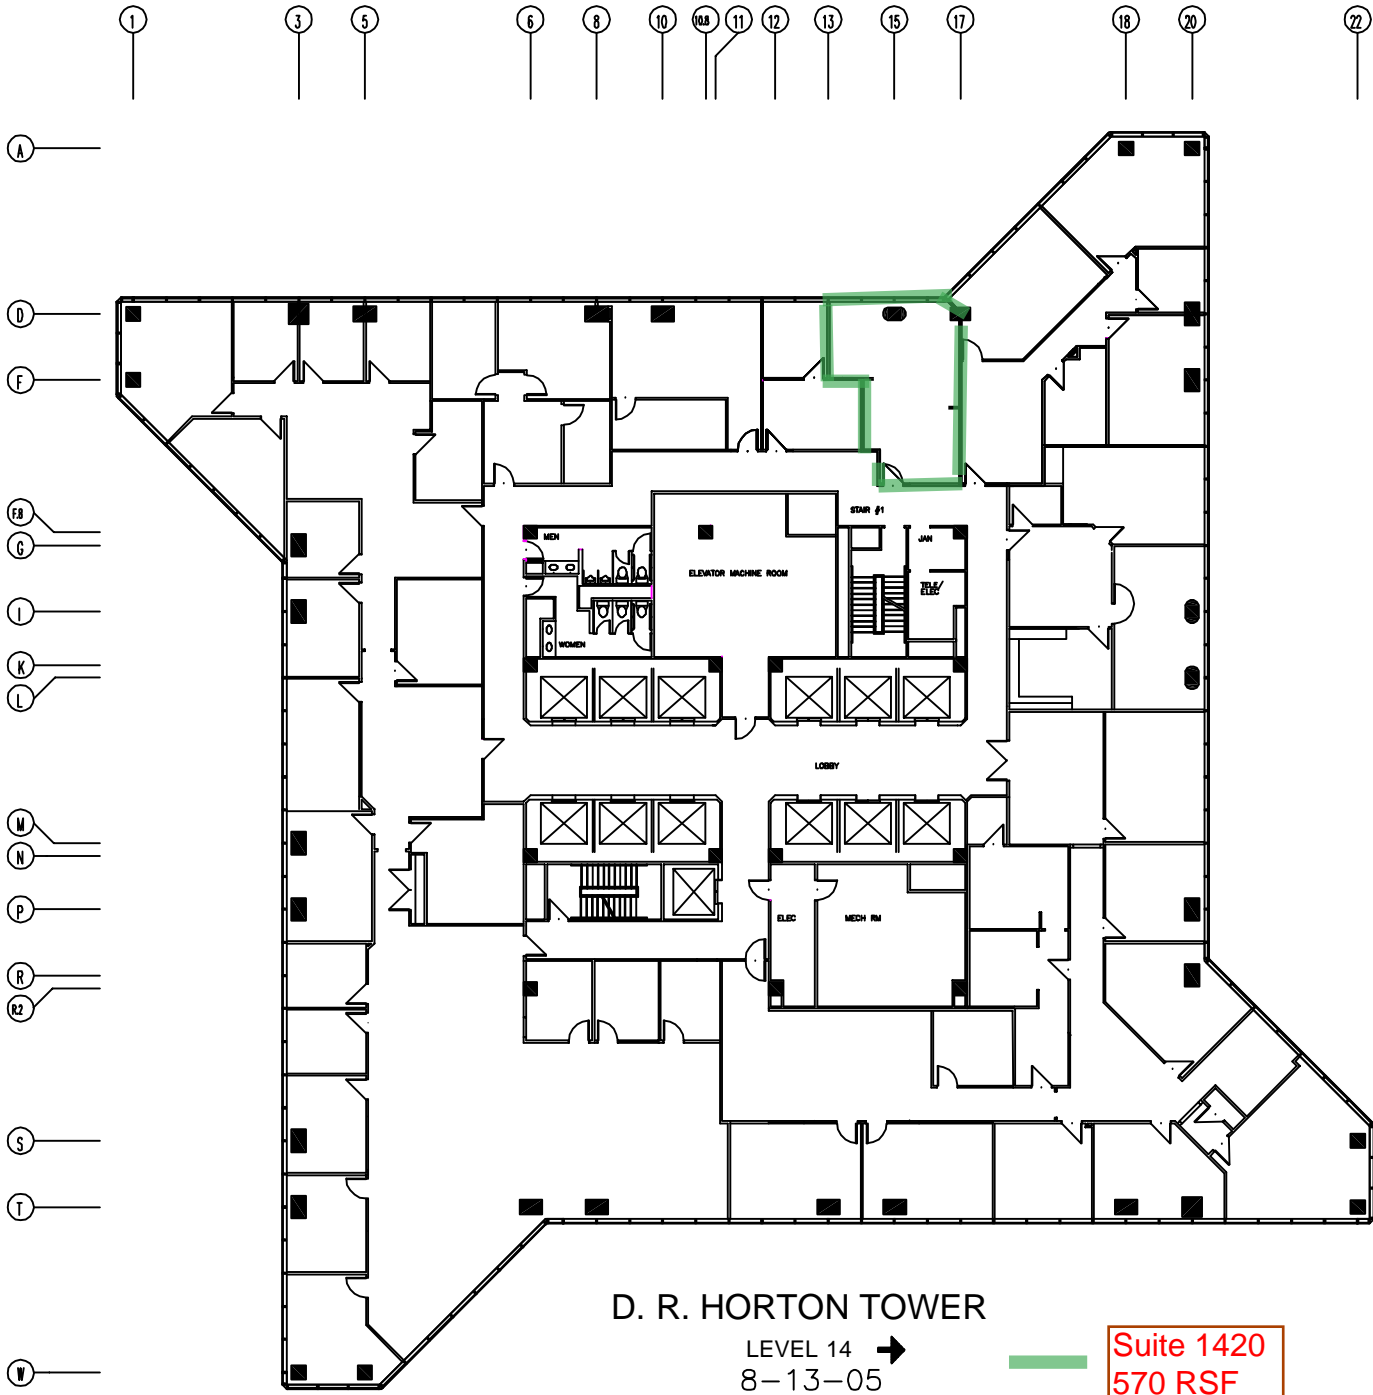 1 3 5 6 8 10 10.8 11 12 13 15 17 18 20 22
A
D
F
F.8
G
I
K
L
M
N
P
R
R.2
S
T
W
STAIR #1
MEN
JAN
ELEVATOR MACHINE ROOM
TELE/
ELEC
WOMEN
LOBBY
ELEC
MECH RM
D. R. HORTON TOWER
LEVEL 14
8-13-05
Suite 1420
570 RSF